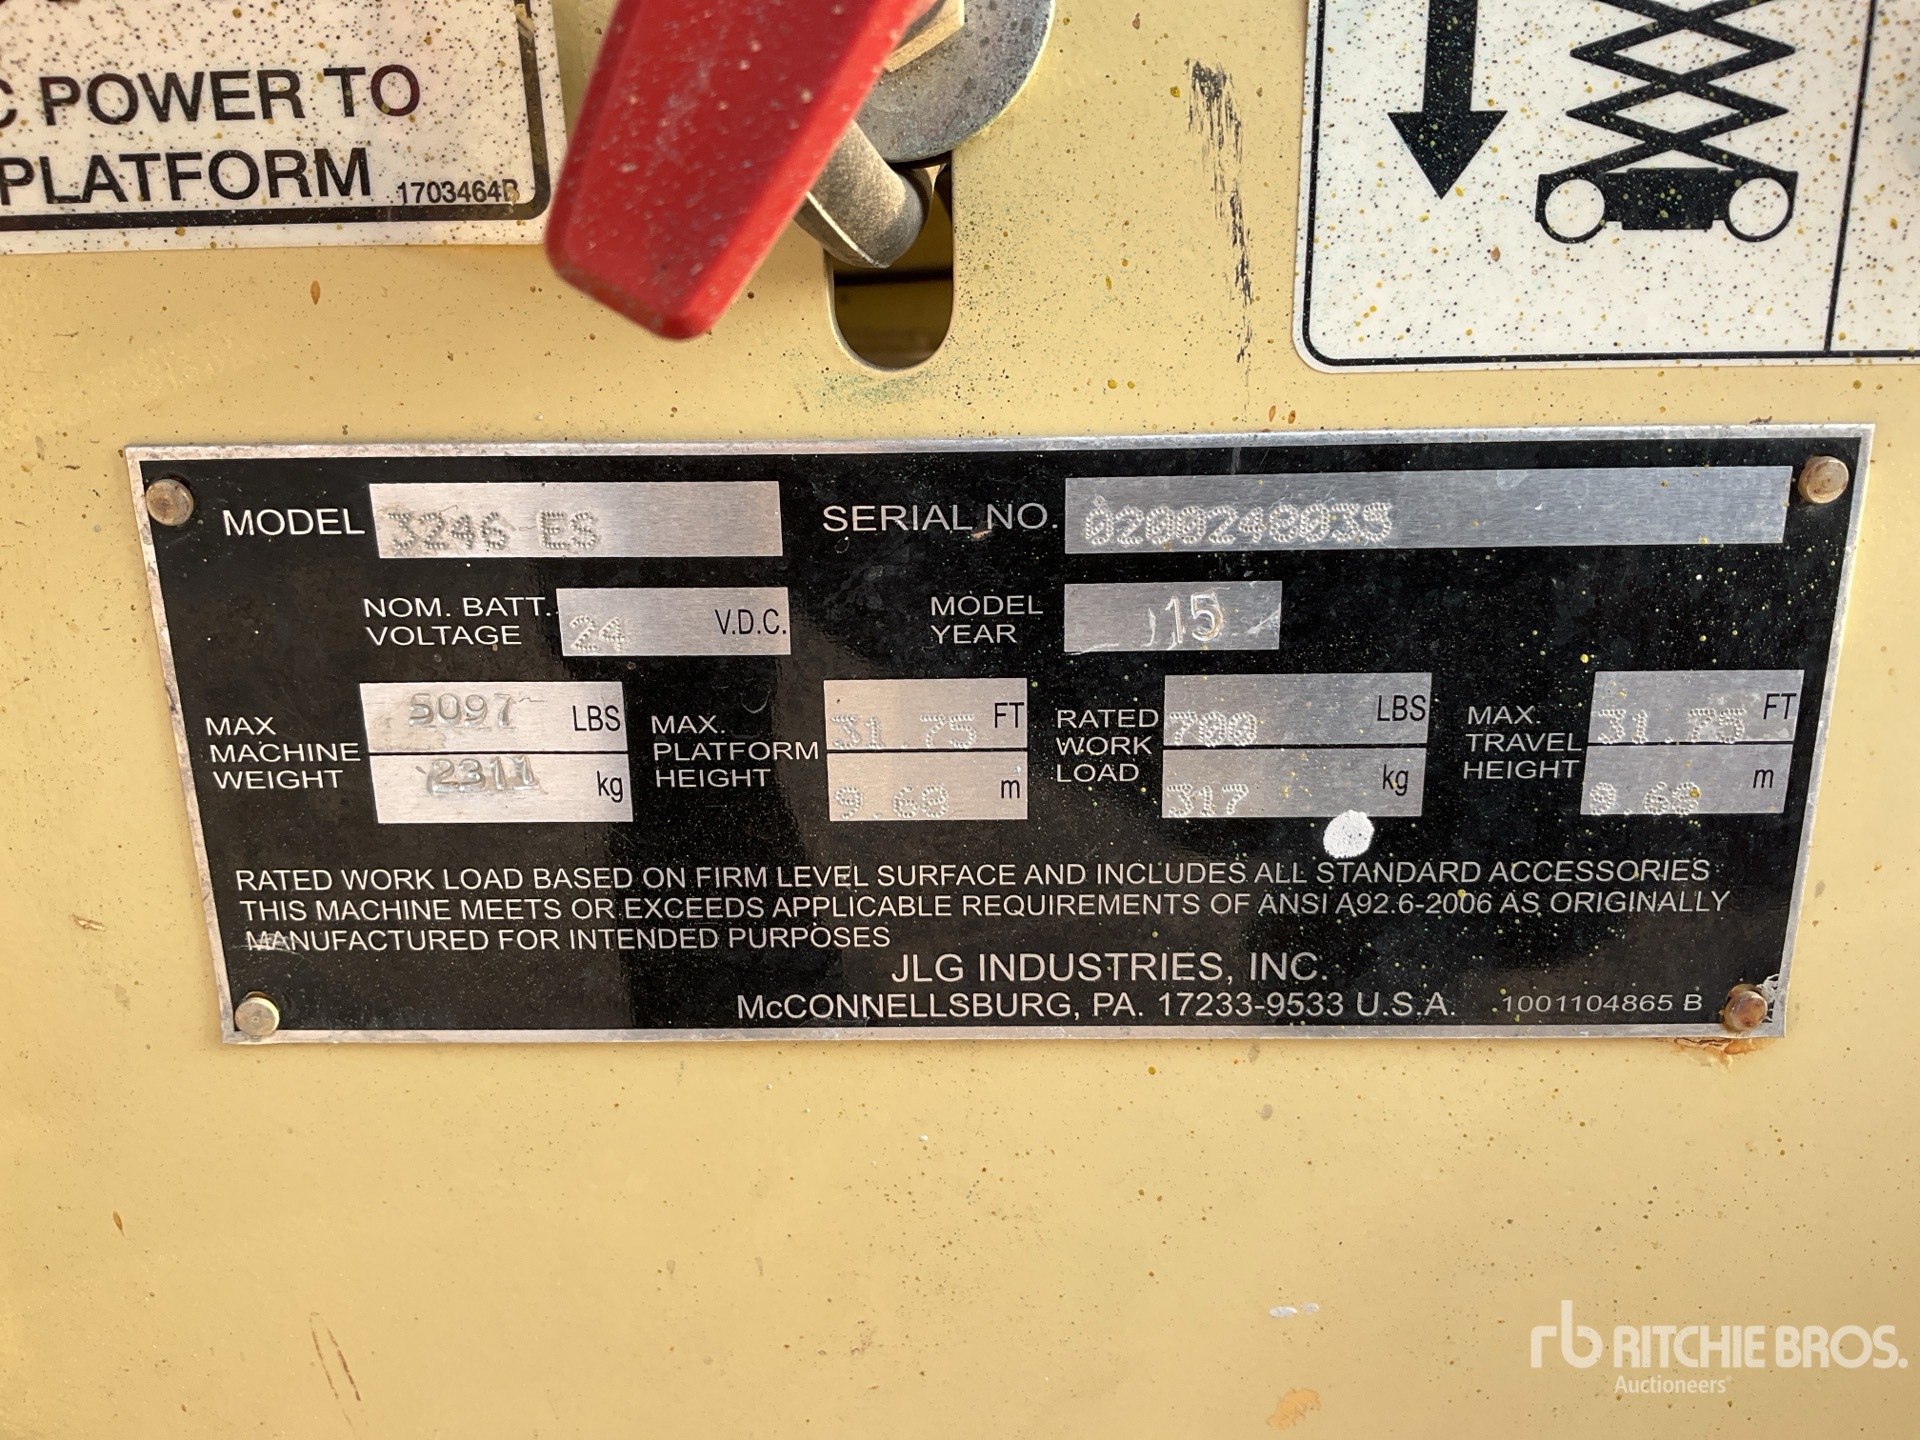 C POWER TO
PLATFORM 1703464B
MODEL 3246 ES SERIAL NO. 0200240035
NOM. BATT. VOLTAGE 24 V.D.C. MODEL YEAR 15
MAX MACHINE WEIGHT 5097 LBS 2311 kg
MAX. PLATFORM HEIGHT 31.75 FT 9.68 m
RATED WORK LOAD 700 LBS 317 kg
MAX. TRAVEL HEIGHT 31.75 FT 9.68 m
RATED WORK LOAD BASED ON FIRM LEVEL SURFACE AND INCLUDES ALL STANDARD ACCESSORIES
THIS MACHINE MEETS OR EXCEEDS APPLICABLE REQUIREMENTS OF ANSI A92.6-2006 AS ORIGINALLY
MANUFACTURED FOR INTENDED PURPOSES
JLG INDUSTRIES, INC.
McCONNELLSBURG, PA. 17233-9533 U.S.A. 1001104865 B
rb RITCHIE BROS.
Auctioneers